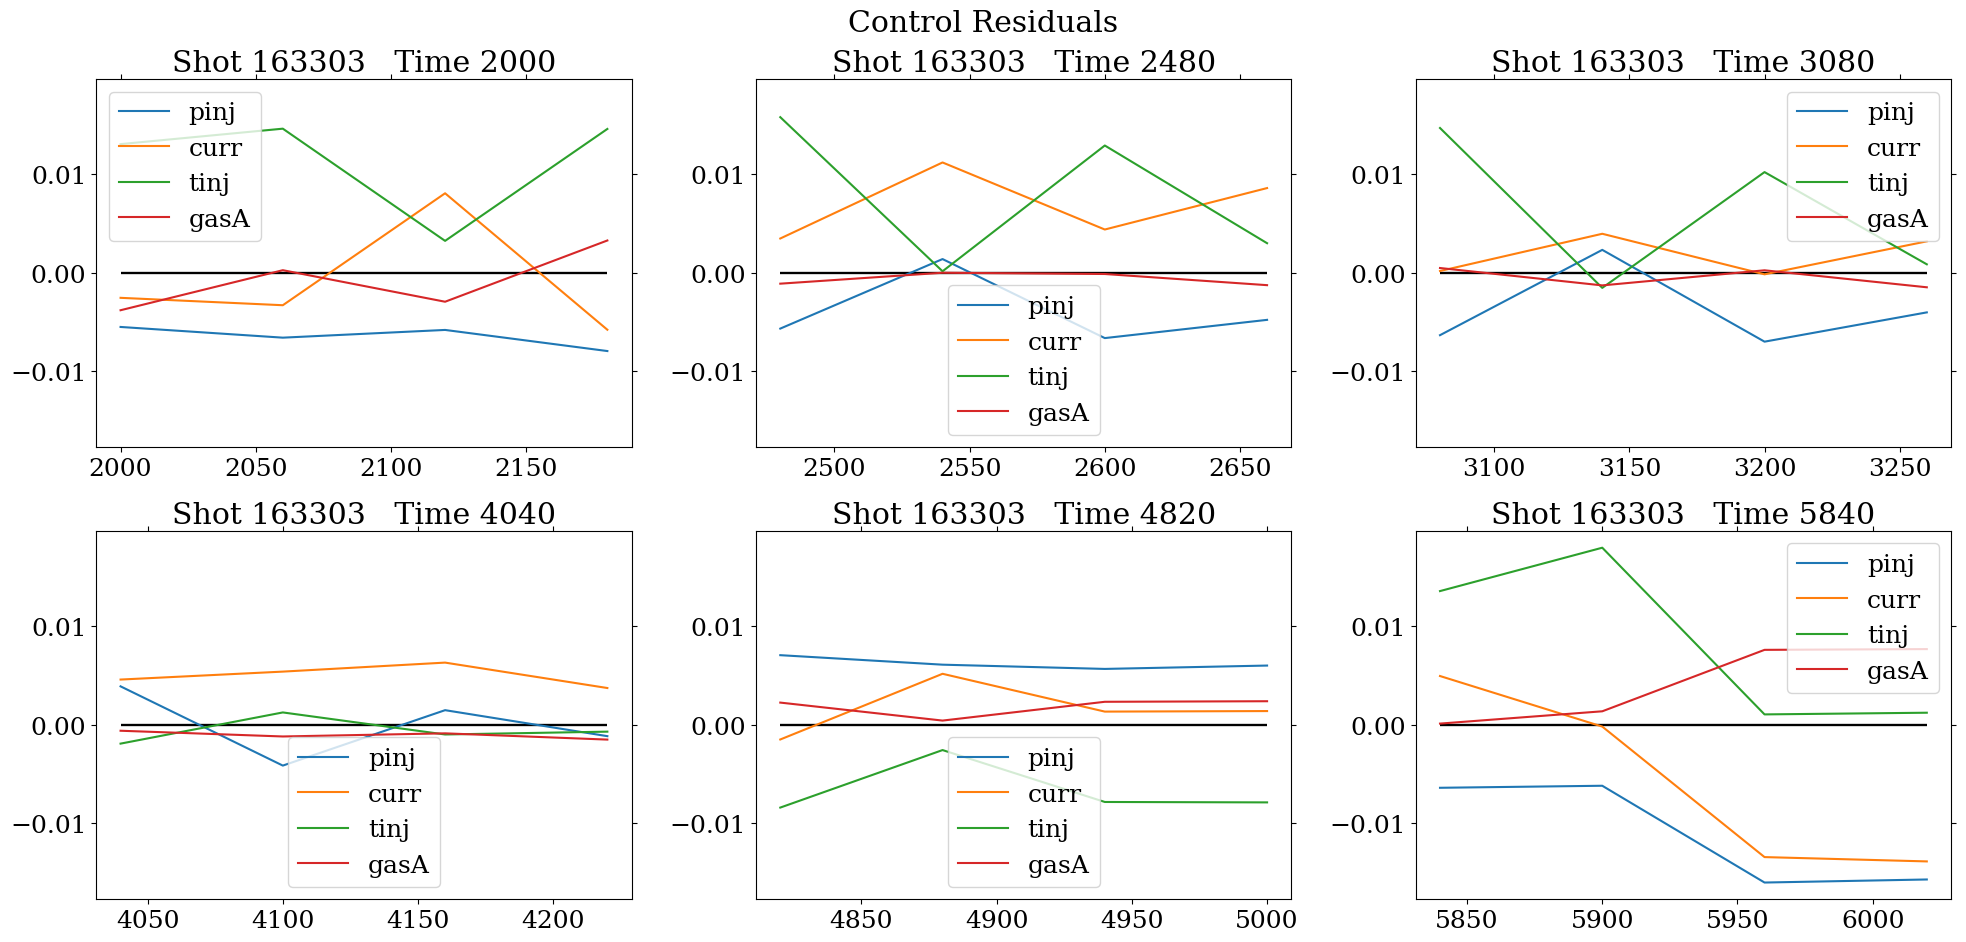 Control Residuals
Shot 163303   Time 2000
pinj
curr
tinj
gasA
0.01
0.00
−0.01
2000 2050 2100 2150
Shot 163303   Time 2480
pinj
curr
tinj
gasA
0.01
0.00
−0.01
2500 2550 2600 2650
Shot 163303   Time 3080
pinj
curr
tinj
gasA
0.01
0.00
−0.01
3100 3150 3200 3250
Shot 163303   Time 4040
pinj
curr
tinj
gasA
0.01
0.00
−0.01
4050 4100 4150 4200
Shot 163303   Time 4820
pinj
curr
tinj
gasA
0.01
0.00
−0.01
4850 4900 4950 5000
Shot 163303   Time 5840
pinj
curr
tinj
gasA
0.01
0.00
−0.01
5850 5900 5950 6000